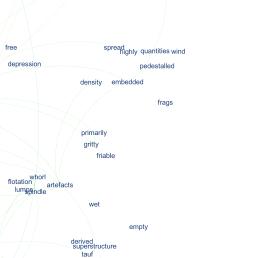 free
spread
highly quantities wind
depression
pedestalled
density embedded
frags
primarily
gritty
friable
whorl
flotation
artefacts
lumps
spindle
wet
empty
derived
superstructure
tauf